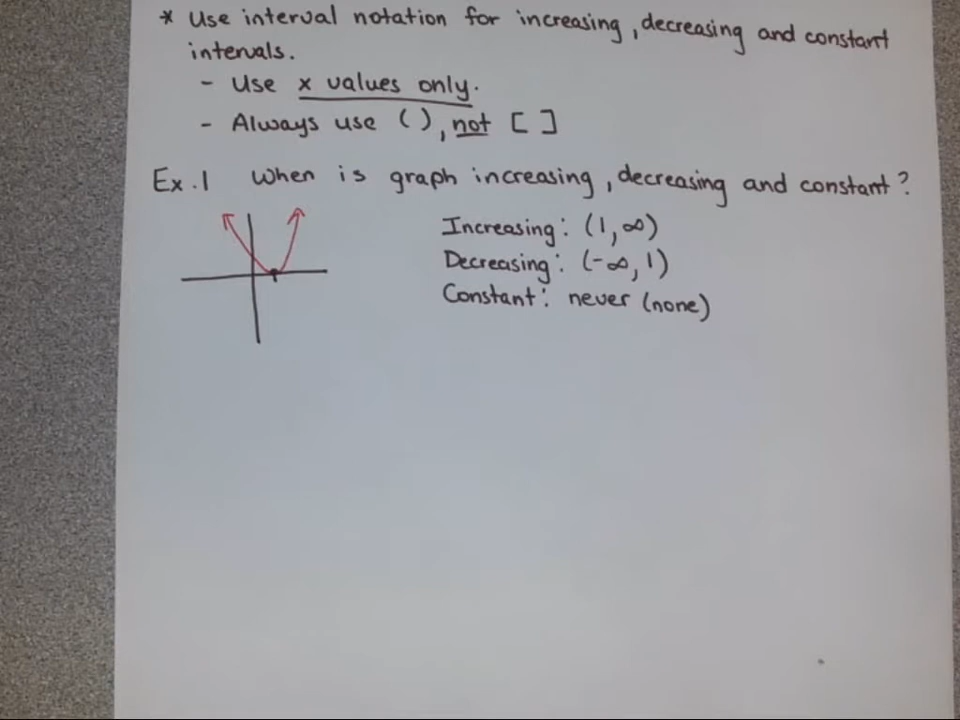 * Use interval notation for increasing, decreasing and constant
intervals.
- Use x values only.
- Always use ( ), not [ ]
Ex. 1 When is graph increasing, decreasing and constant?
Increasing: (1, ∞)
Decreasing: (-∞, 1)
Constant: never (none)